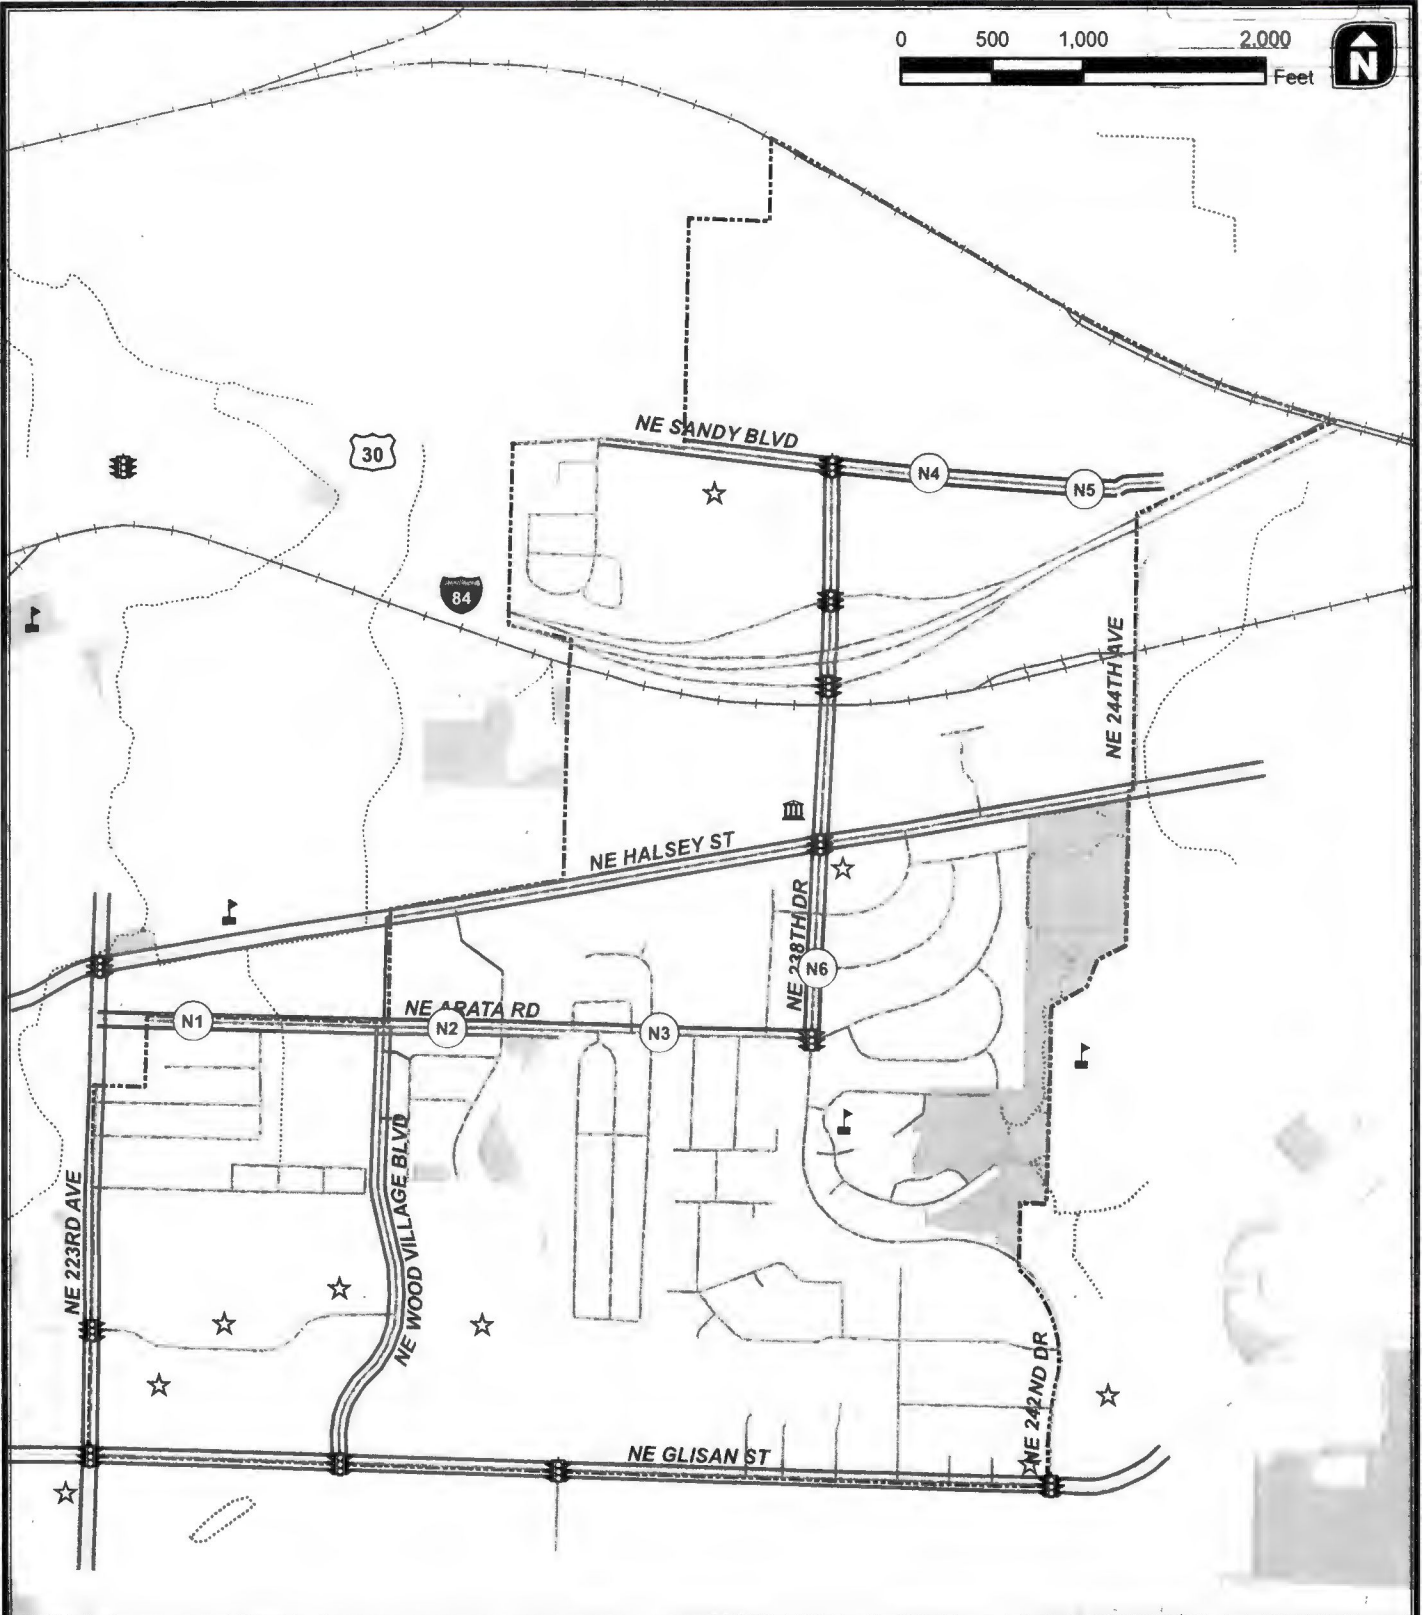 0 500 1,000 2,000
Feet
N
NE SANDY BLVD
30
N4
N5
84
NE 244TH AVE
NE HALSEY ST
NE 238TH DR
N6
NE ARATA RD
N1
N2
N3
NE 223RD AVE
NE WOOD VILLAGE BLVD
NE 242ND DR
NE GLISAN ST